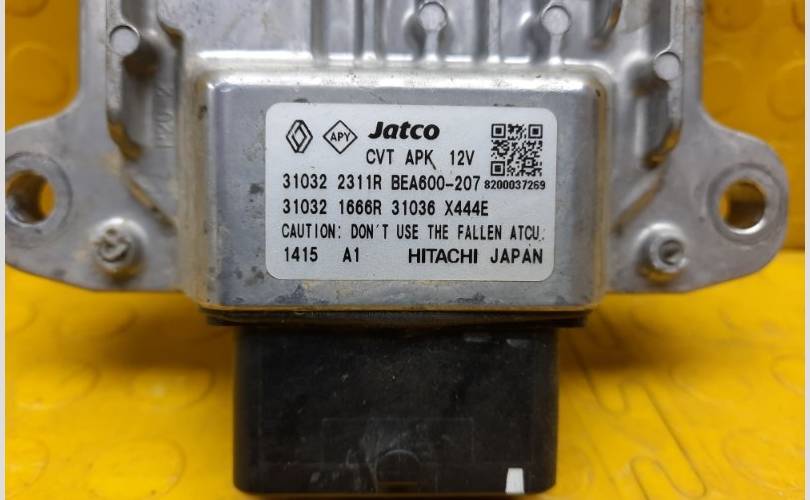 APY Jatco
CVT APK 12V
31032 2311R BEA600-207 8200037269
31032 1666R 31036 X444E
CAUTION: DON'T USE THE FALLEN ATCU.
1415 A1 HITACHI JAPAN